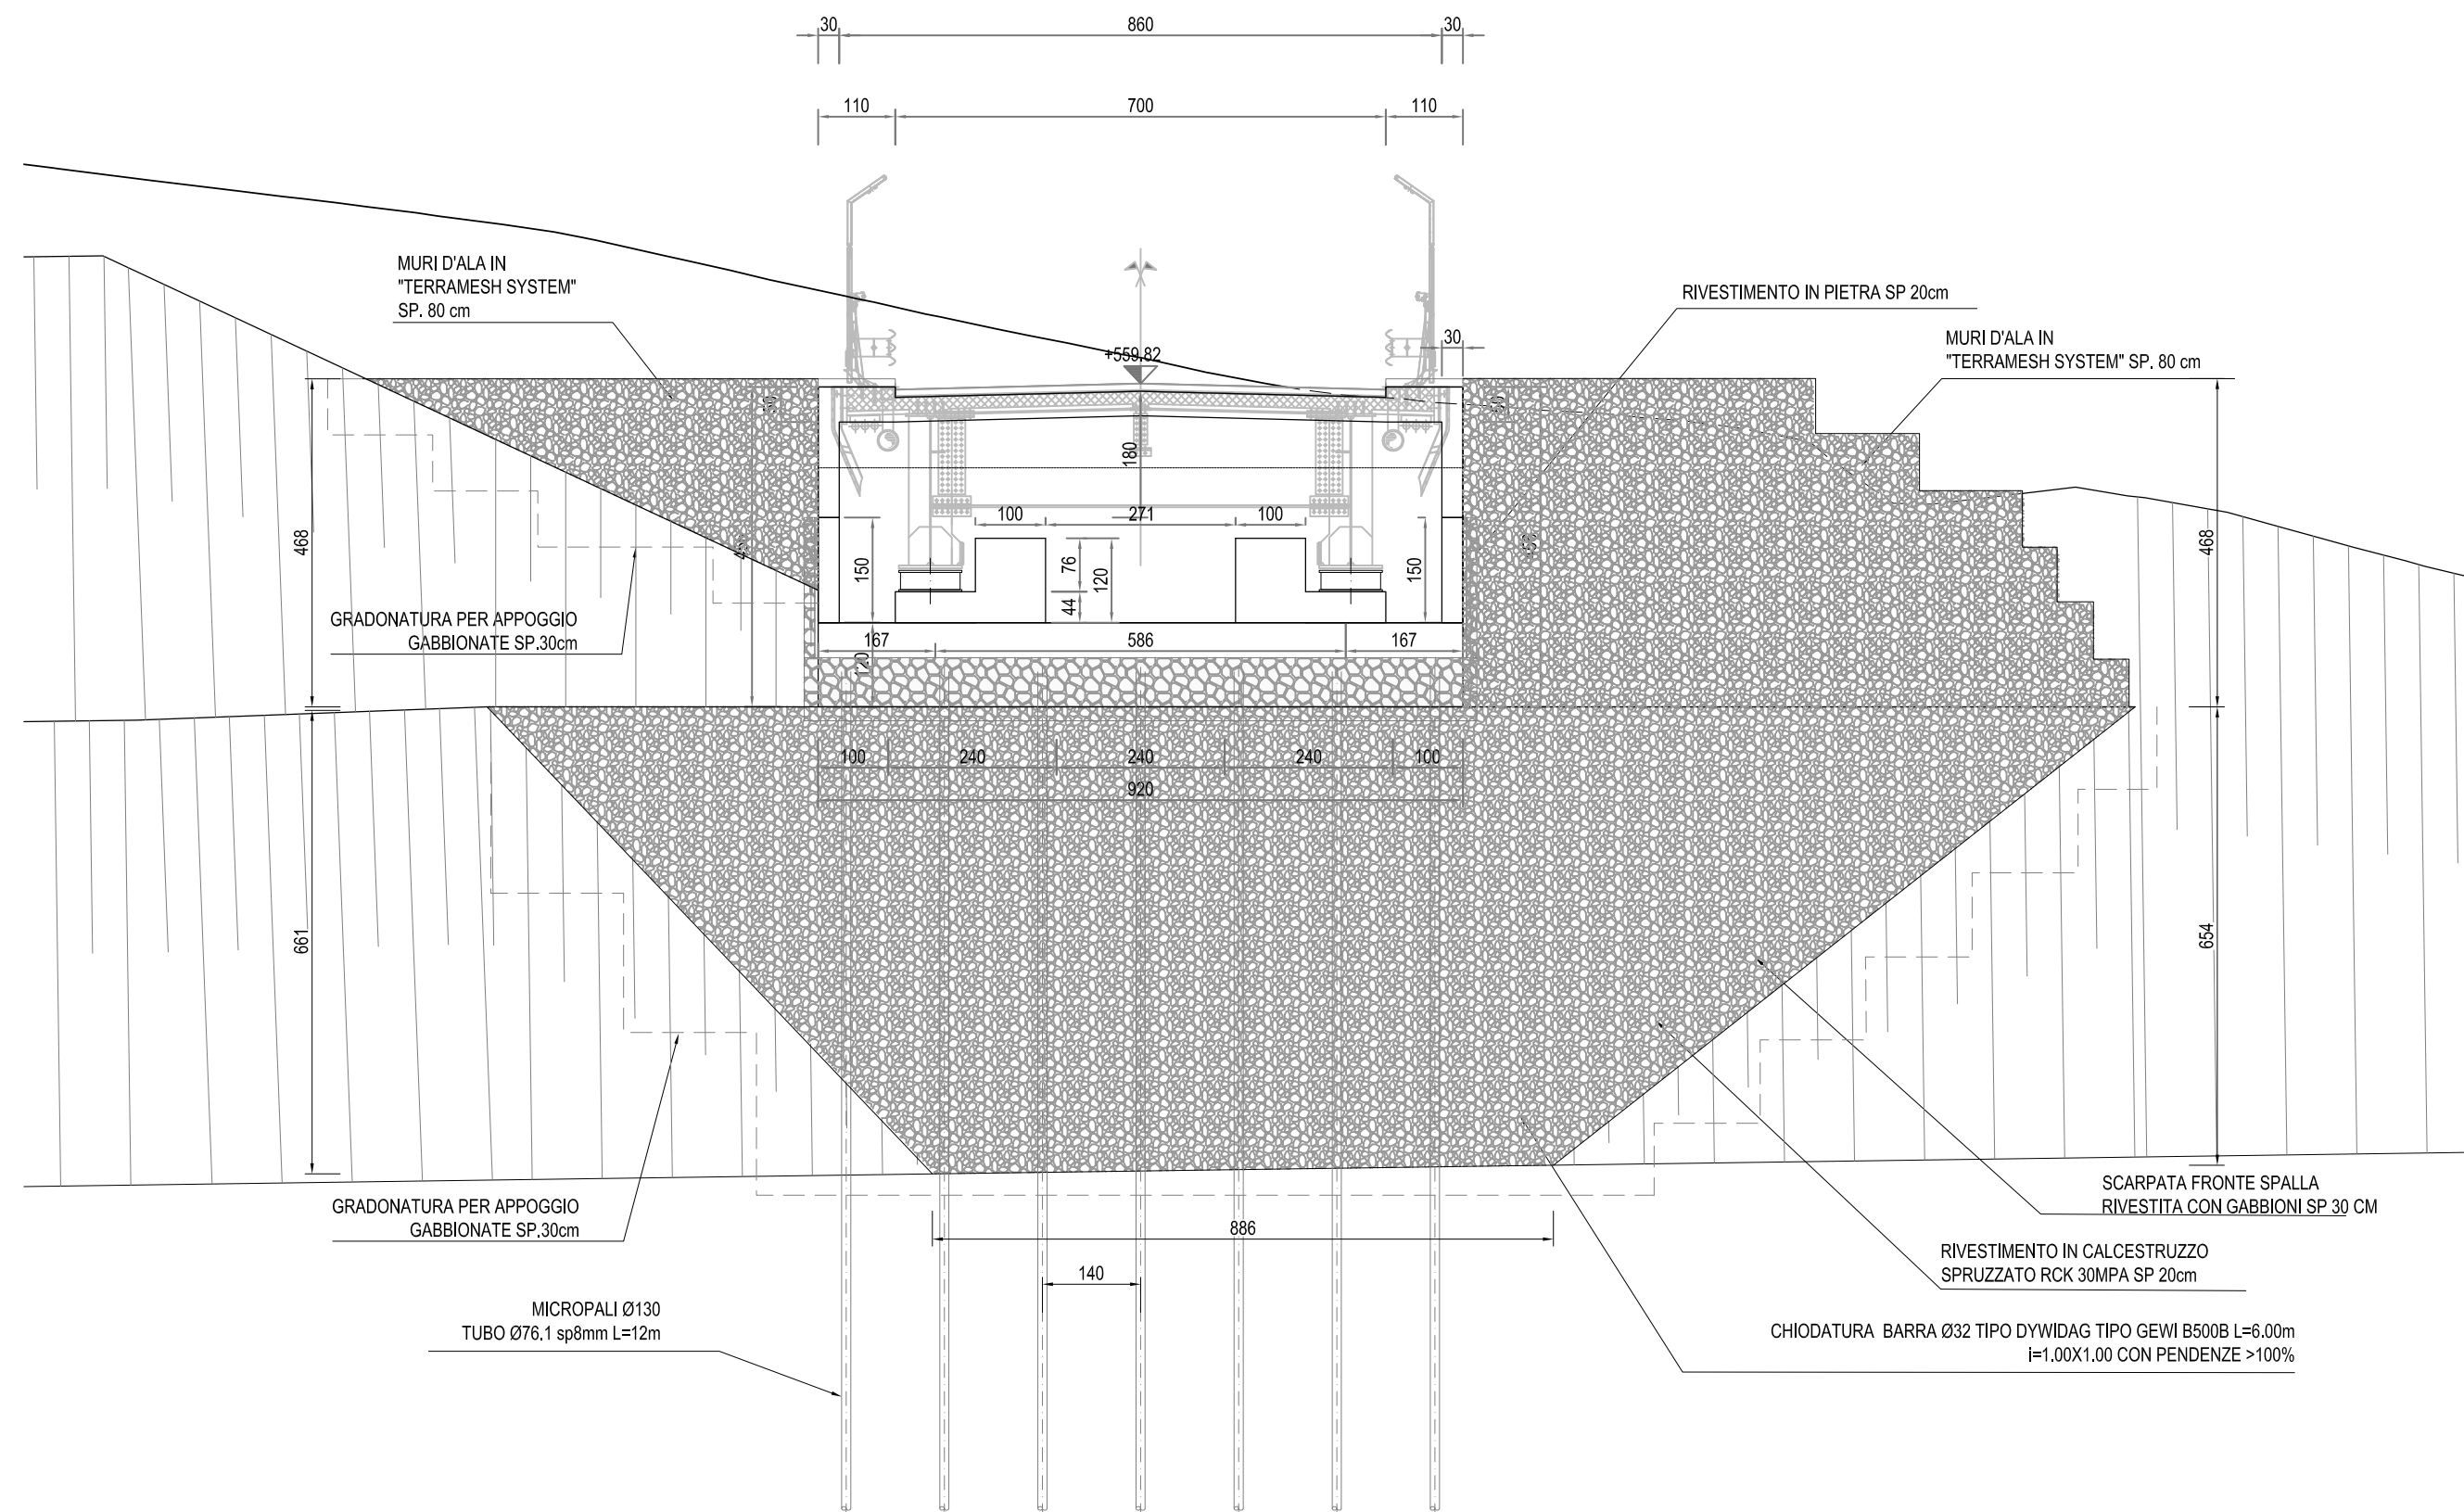 30 860 30
110 700 110
MURI D'ALA IN
"TERRAMESH SYSTEM"
SP. 80 cm
RIVESTIMENTO IN PIETRA SP 20cm
30
MURI D'ALA IN
"TERRAMESH SYSTEM" SP. 80 cm
+559,82
180
100 271 100
468
468
150
76
120
44
150
GRADONATURA PER APPOGGIO
GABBIONATE SP.30cm
167 586 167
120
100 240 240 240 100
920
661
654
GRADONATURA PER APPOGGIO
GABBIONATE SP.30cm
886
SCARPATA FRONTE SPALLA
RIVESTITA CON GABBIONI SP 30 CM
140
RIVESTIMENTO IN CALCESTRUZZO
SPRUZZATO RCK 30MPA SP 20cm
MICROPALI Ø130
TUBO Ø76,1 sp8mm L=12m
CHIODATURA BARRA Ø32 TIPO DYWIDAG TIPO GEWI B500B L=6.00m
i=1.00X1.00 CON PENDENZE >100%